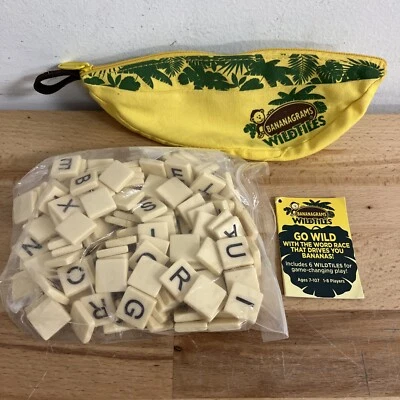 BANANAGRAMS
WILDTILES
BANANAGRAMS
WILDTILES
GO WILD
WITH THE WORD RACE
THAT DRIVES YOU
BANANAS!
Includes 6 WILDTILES for
game-changing play!
Ages 7-107 1-8 Players
E
B
X
S
T
N
I
A
U
O
R
I
G
R
I